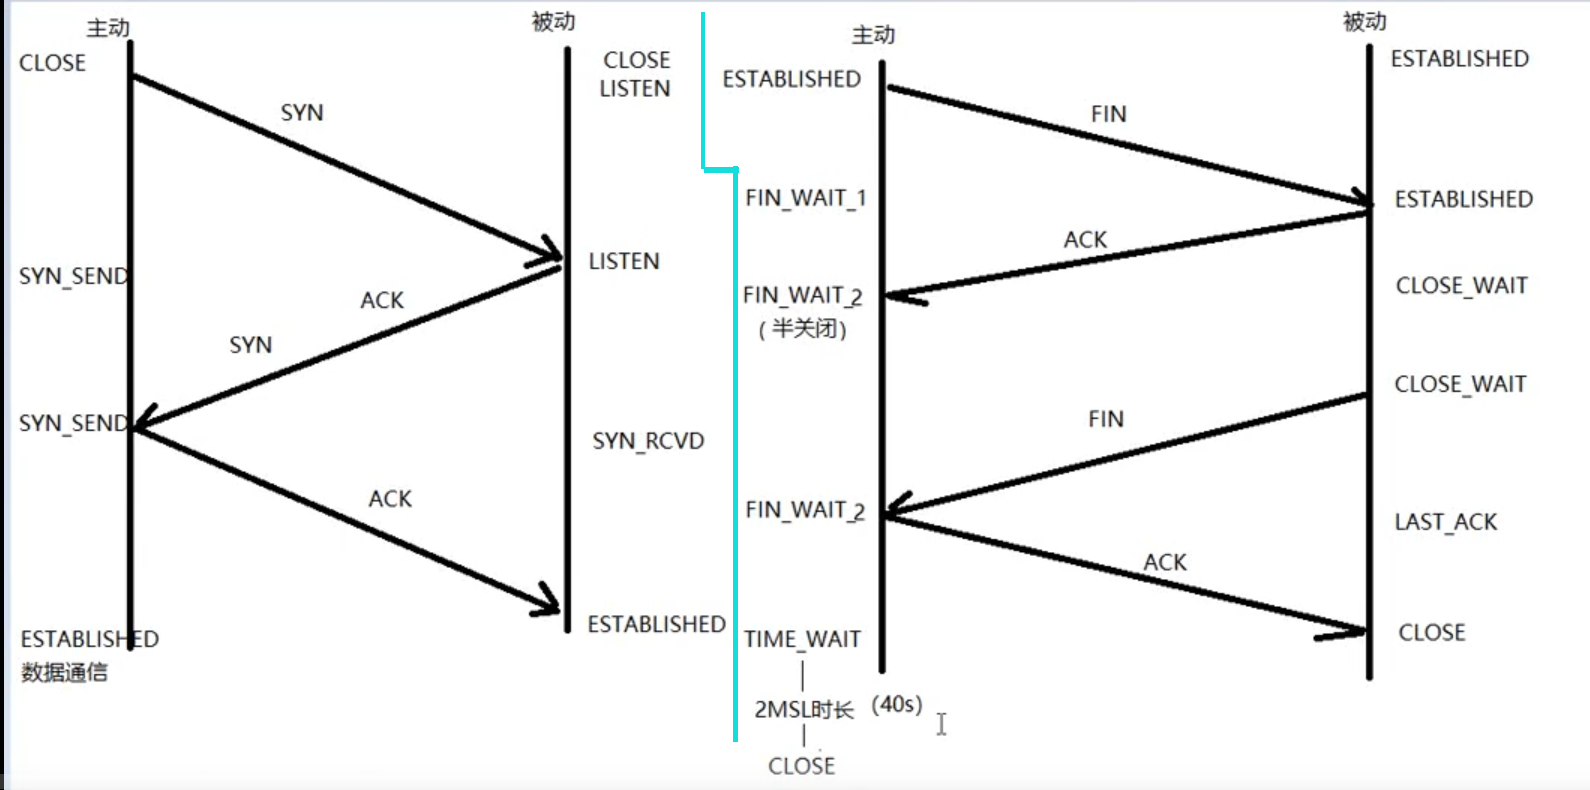 主动
被动
CLOSE
CLOSE
LISTEN
SYN
LISTEN
SYN_SEND
ACK
SYN
SYN_SEND
SYN_RCVD
ACK
ESTABLISHED
ESTABLISHED
数据通信
主动
被动
ESTABLISHED
ESTABLISHED
FIN
FIN_WAIT_1
ESTABLISHED
ACK
FIN_WAIT_2
(半关闭)
CLOSE_WAIT
CLOSE_WAIT
FIN
FIN_WAIT_2
LAST_ACK
ACK
TIME_WAIT
CLOSE
2MSL时长 (40s)
CLOSE